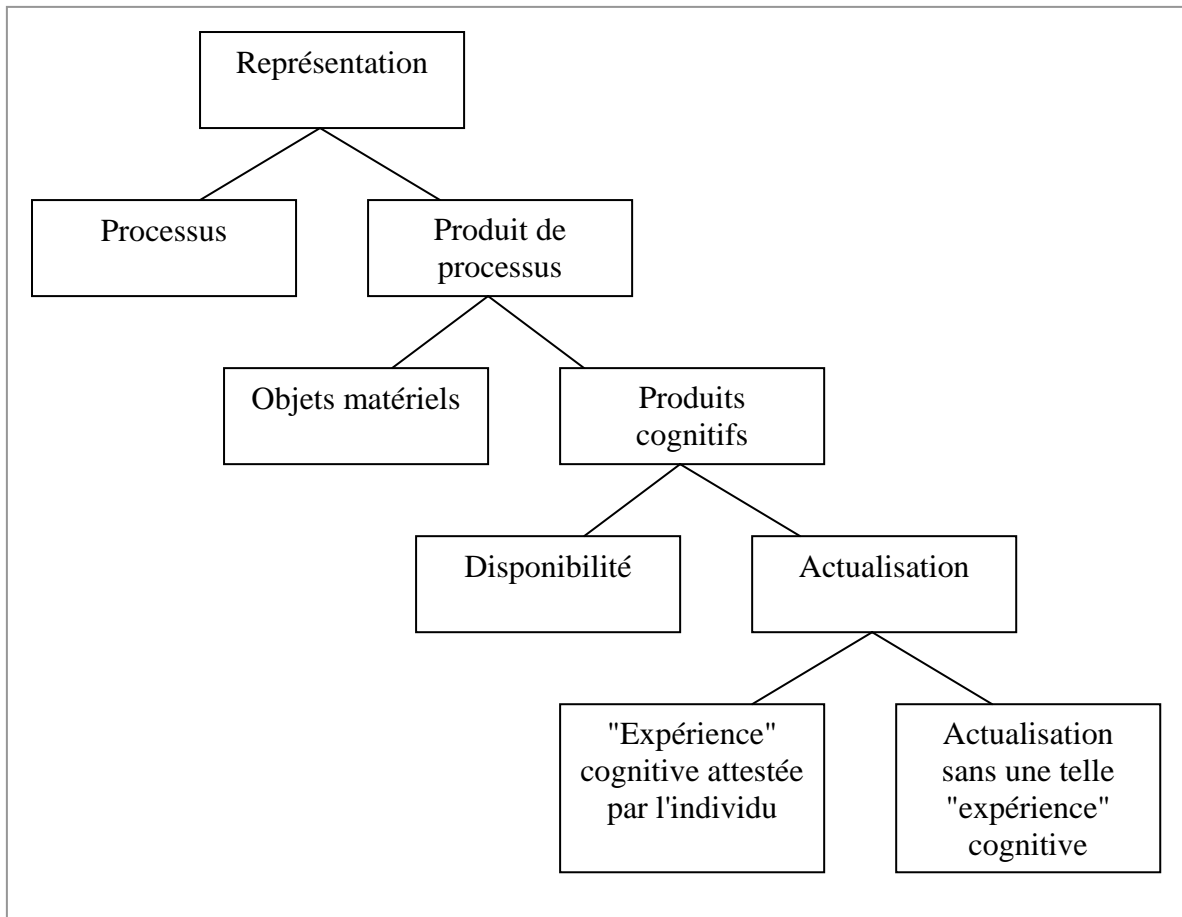 Représentation
Processus
Produit de
processus
Objets matériels
Produits
cognitifs
Disponibilité
Actualisation
"Expérience"
cognitive attestée
par l'individu
Actualisation
sans une telle
"expérience"
cognitive